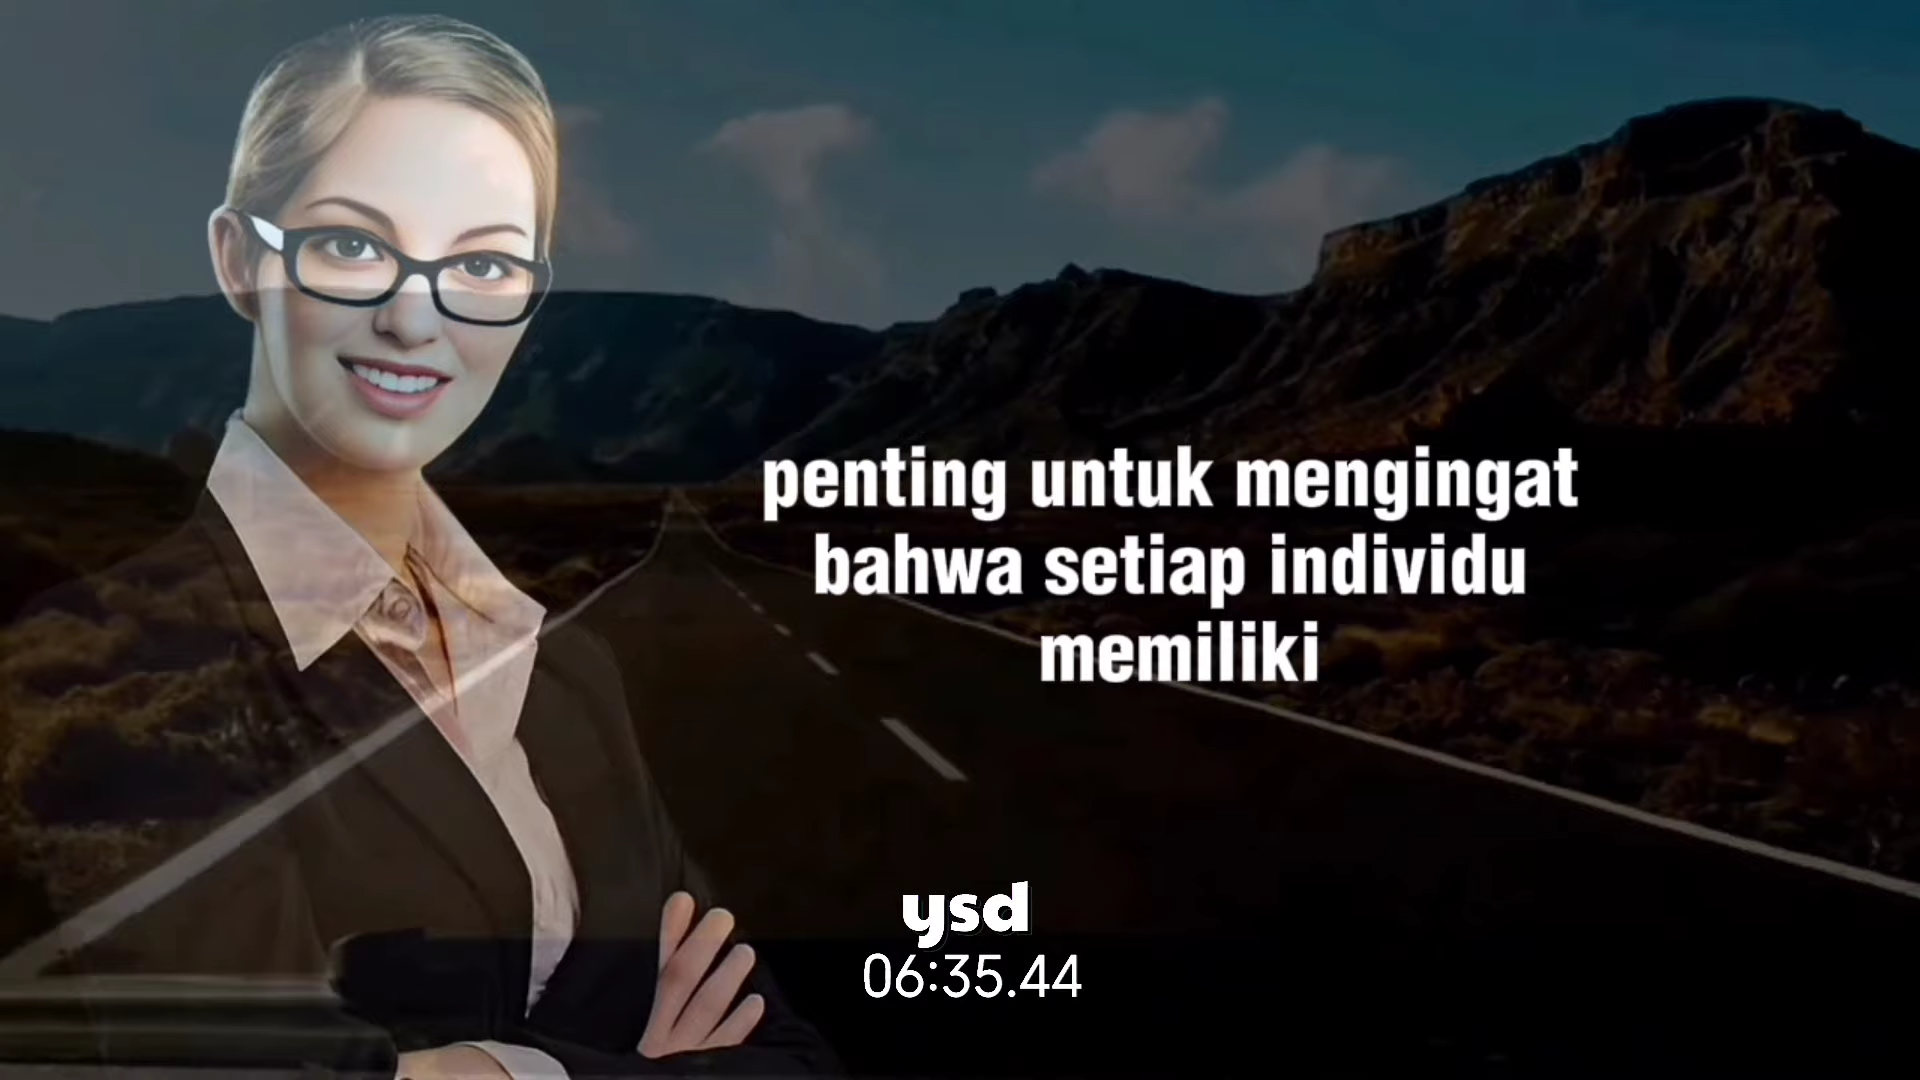 penting untuk mengingat
bahwa setiap individu
memiliki
ysd
06:35.44